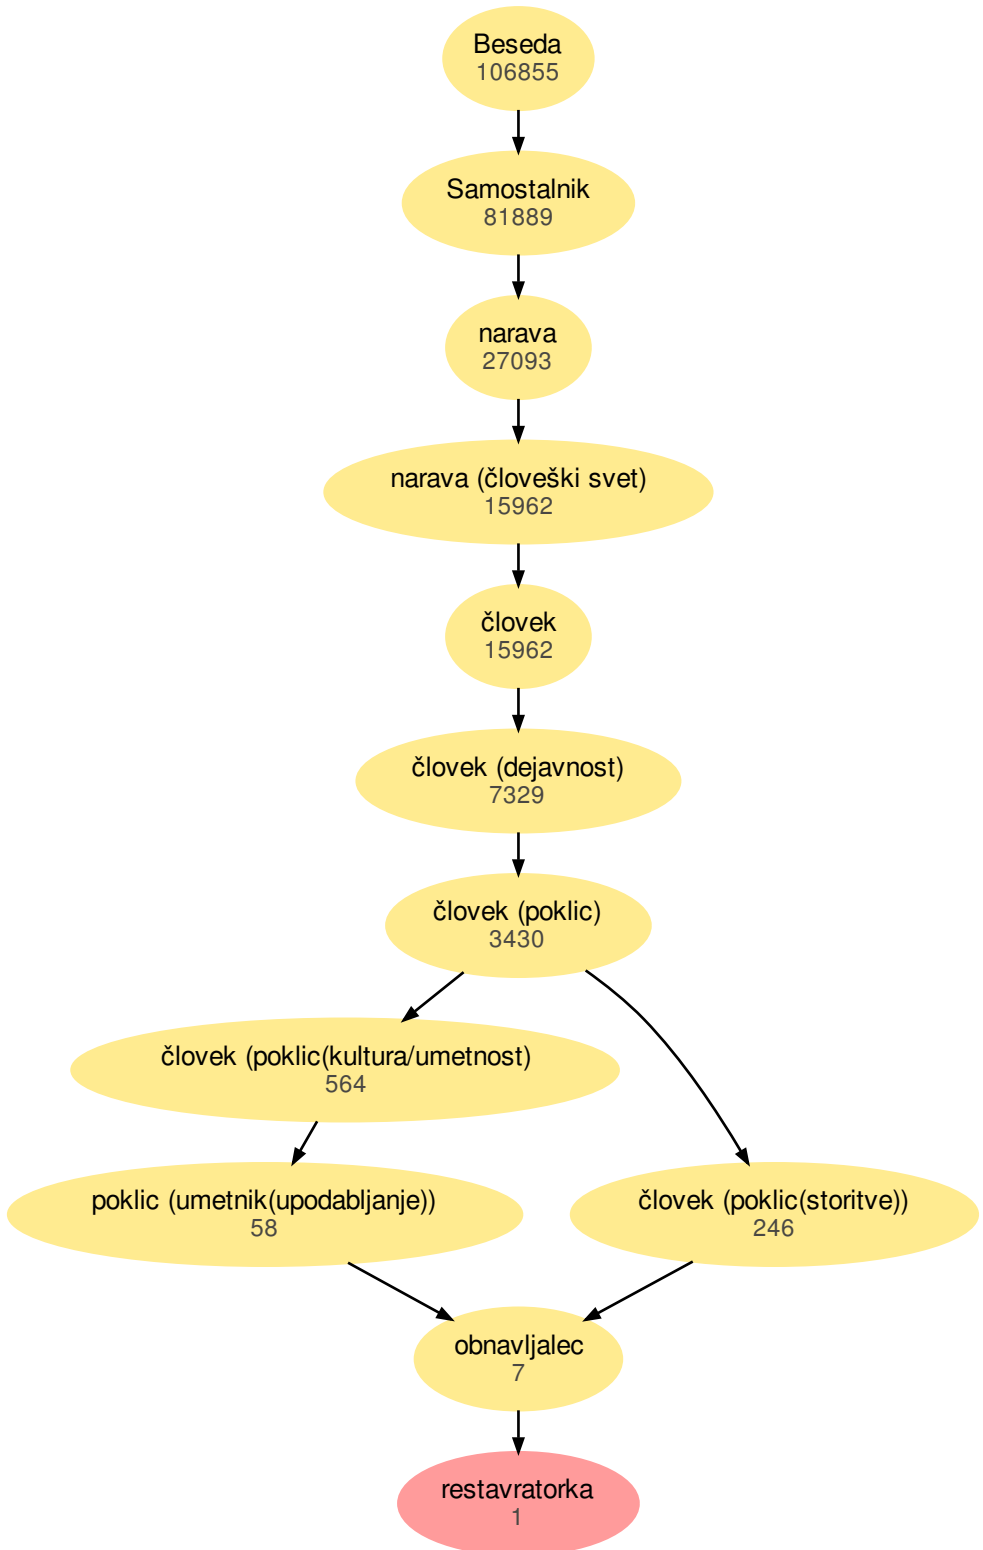 Beseda
106855
Samostalnik
81889
narava
27093
narava (človeški svet)
15962
človek
15962
človek (dejavnost)
7329
človek (poklic)
3430
človek (poklic(kultura/umetnost)
564
poklic (umetnik(upodabljanje))
58
človek (poklic(storitve))
246
obnavljalec
7
restavratorka
1